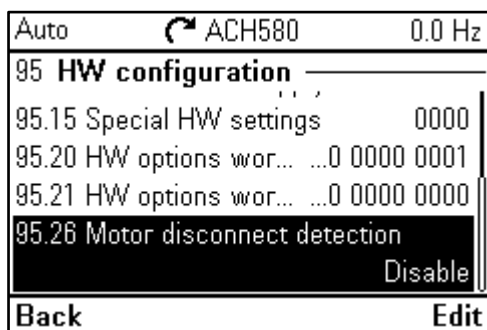 Auto ACH580 0.0 Hz
95 HW configuration
95.15 Special HW settings 0000
95.20 HW options wor... ...0 0000 0001
95.21 HW options wor... ...0 0000 0000
95.26 Motor disconnect detection
Disable
Back Edit